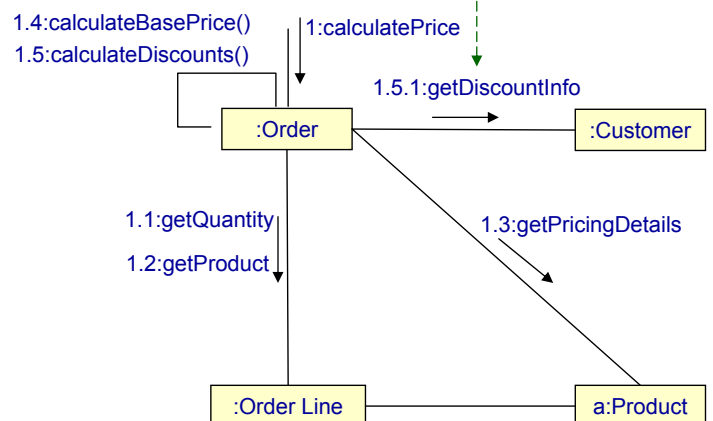 1.4:calculateBasePrice()
1:calculatePrice
1.5:calculateDiscounts()
1.5.1:getDiscountInfo
:Order
:Customer
1.1:getQuantity
1.3:getPricingDetails
1.2:getProduct
:Order Line
a:Product